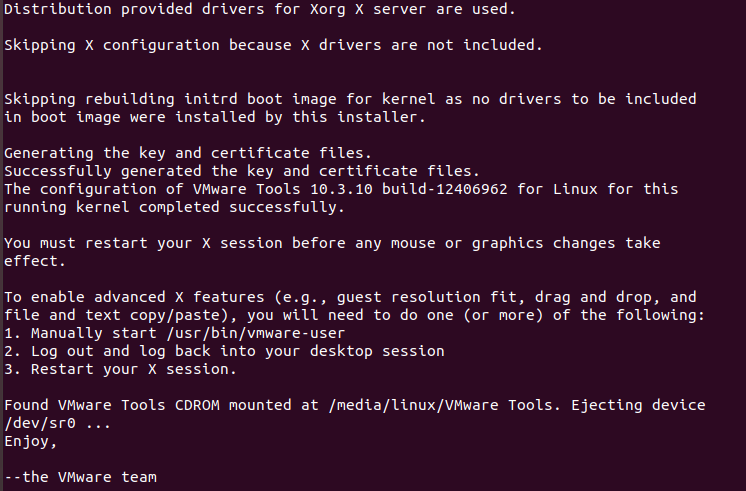 Distribution provided drivers for Xorg X server are used.
Skipping X configuration because X drivers are not included.
Skipping rebuilding initrd boot image for kernel as no drivers to be included
in boot image were installed by this installer.
Generating the key and certificate files.
Successfully generated the key and certificate files.
The configuration of VMware Tools 10.3.10 build-12406962 for Linux for this
running kernel completed successfully.
You must restart your X session before any mouse or graphics changes take
effect.
To enable advanced X features (e.g., guest resolution fit, drag and drop, and
file and text copy/paste), you will need to do one (or more) of the following:
1. Manually start /usr/bin/vmware-user
2. Log out and log back into your desktop session
3. Restart your X session.
Found VMware Tools CDROM mounted at /media/linux/VMware Tools. Ejecting device
/dev/sr0 ...
Enjoy,
--the VMware team